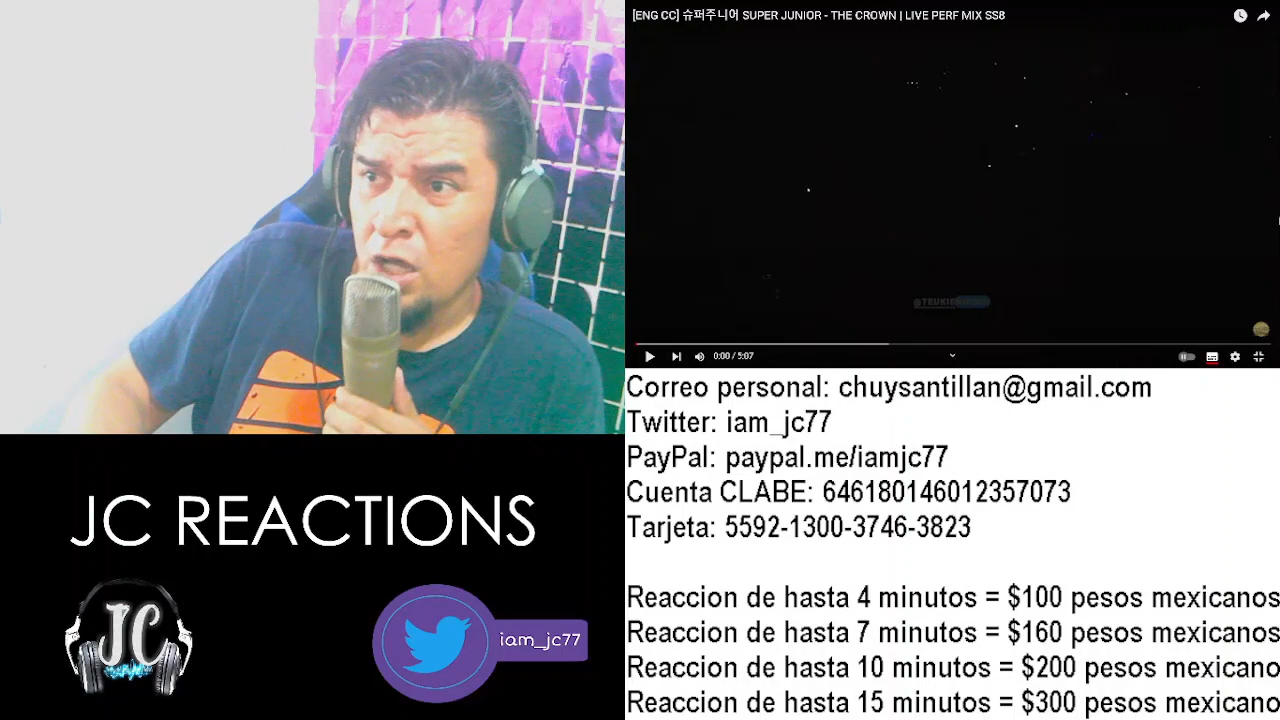 [ENG CC] 슈퍼주니어 SUPER JUNIOR - THE CROWN | LIVE PERF MIX SS8
0:00 / 5:07
Correo personal: chuysantillan@gmail.com
Twitter: iam_jc77
PayPal: paypal.me/iamjc77
Cuenta CLABE: 646180146012357073
Tarjeta: 5592-1300-3746-3823
Reaccion de hasta 4 minutos = $100 pesos mexicanos
Reaccion de hasta 7 minutos = $160 pesos mexicanos
Reaccion de hasta 10 minutos = $200 pesos mexicano
Reaccion de hasta 15 minutos = $300 pesos mexicano
JC REACTIONS
JC
iam_jc77